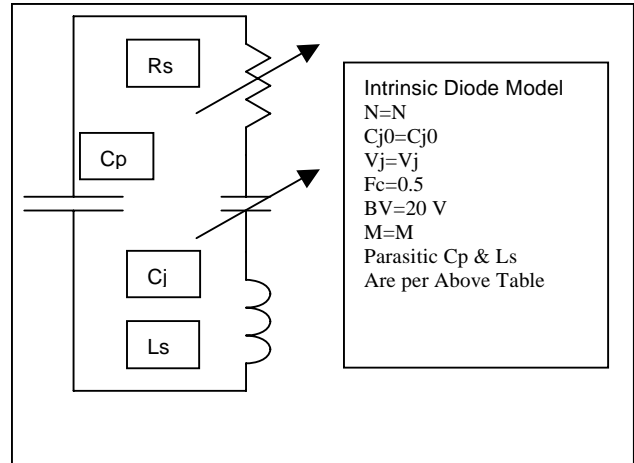 Rs
Cp
Cj
Ls
Intrinsic Diode Model
N=N
Cj0=Cj0
Vj=Vj
Fc=0.5
BV=20 V
M=M
Parasitic Cp & Ls
Are per Above Table